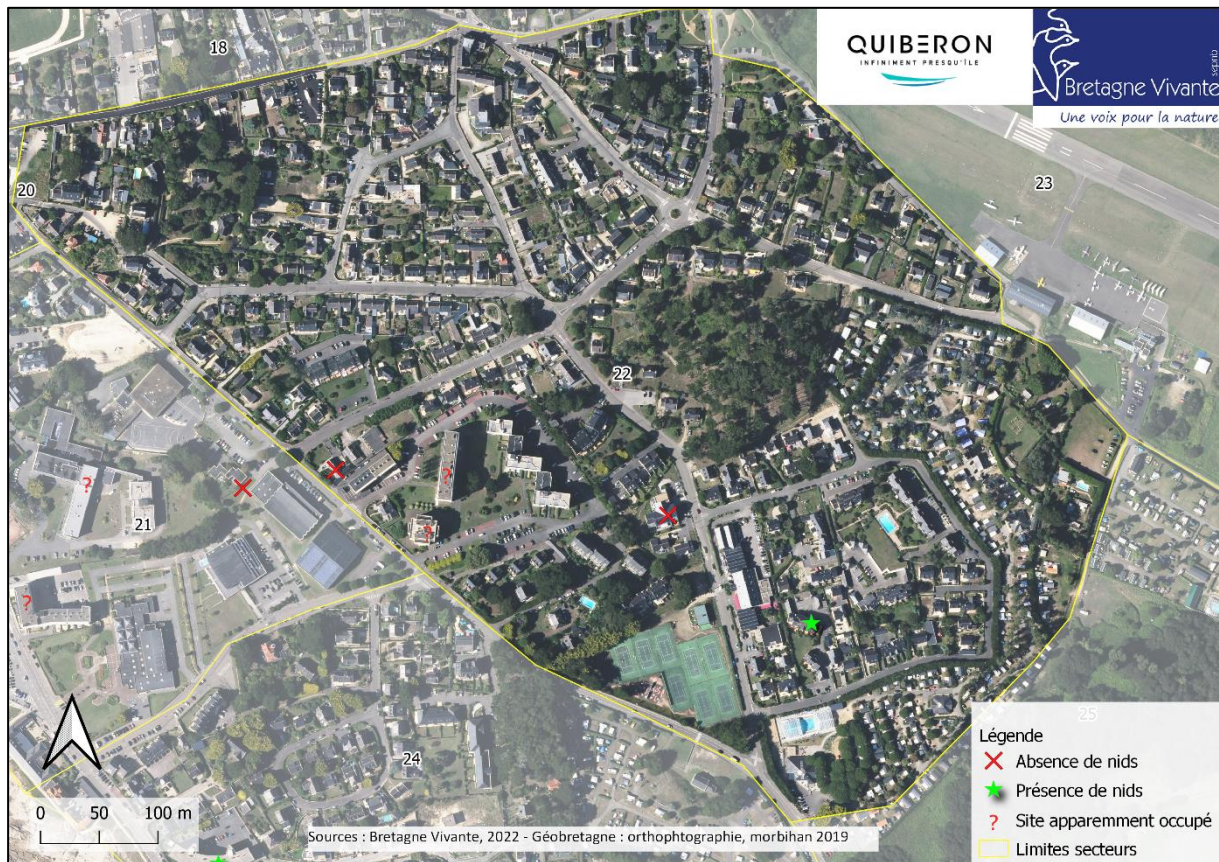 18
QUIBERON
INFINIMENT PRESQU'ÎLE
sepnb
Bretagne Vivante
Une voix pour la nature
20
23
22
?
?
?
21
?
24
25
Légende
Absence de nids
Présence de nids
? Site apparemment occupé
Limites secteurs
0 50 100 m
Sources : Bretagne Vivante, 2022 - Géobretagne : orthophtographie, morbihan 2019